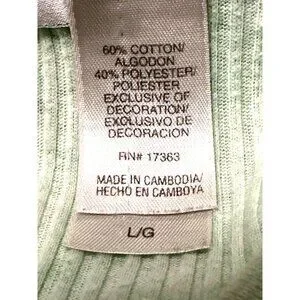 60% COTTON/
ALGODON
40% POLYESTER/
POLIESTER
EXCLUSIVE OF
DECORATION/
EXCLUSIVO DE
DECORACION
RN# 17363
MADE IN CAMBODIA/
HECHO EN CAMBOYA
L/G